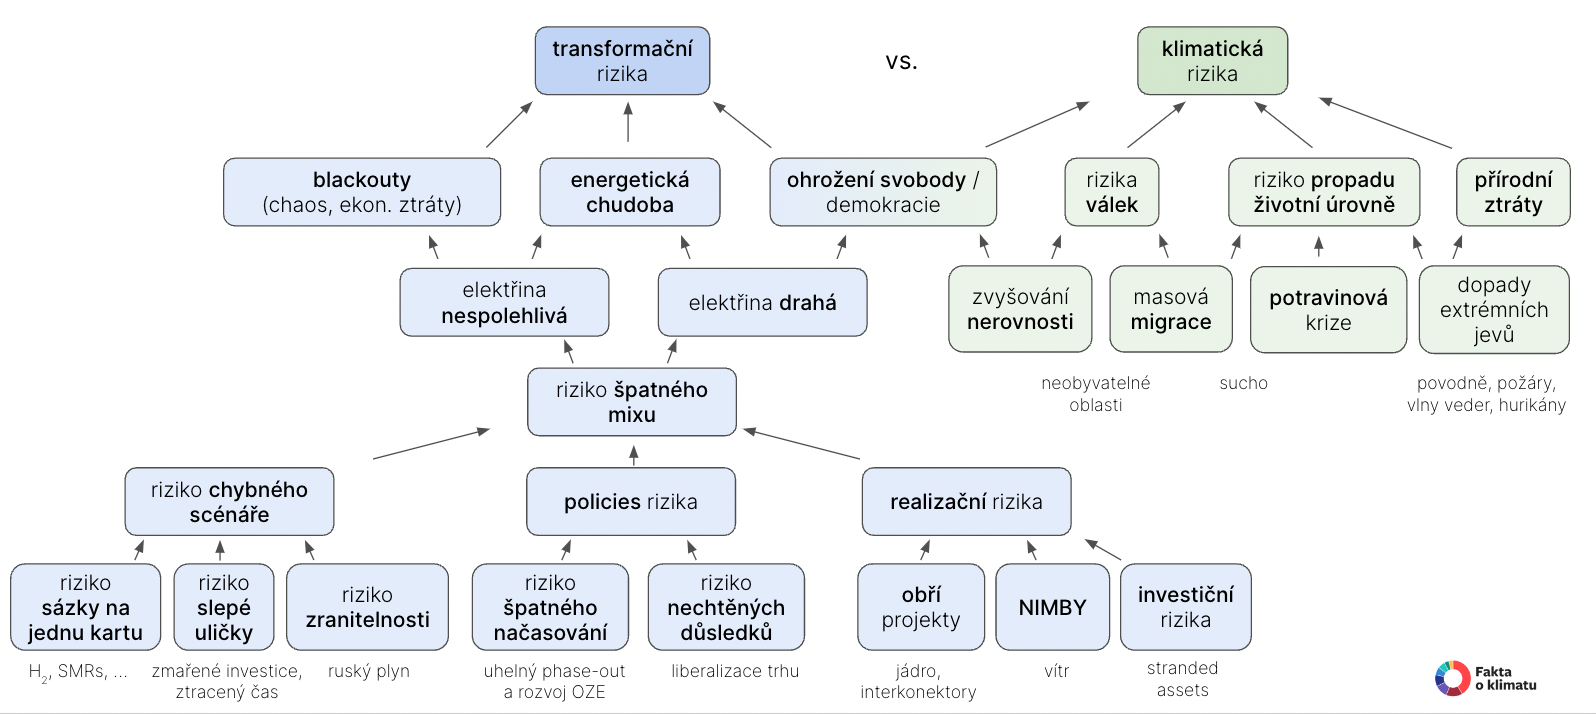 transformační
rizika
vs.
klimatická
rizika
blackouty
(chaos, ekon. ztráty)
energetická
chudoba
ohrožení svobody /
demokracie
rizika
válek
riziko propadu
životní úrovně
přírodní
ztráty
elektřina
nespolehlivá
elektřina drahá
zvyšování
nerovnosti
masová
migrace
potravinová
krize
dopady
extrémních
jevů
neobyvatelné
oblasti
sucho
povodně, požáry,
vlny veder, hurikány
riziko špatného
mixu
riziko chybného
scénáře
policies rizika
realizační rizika
riziko
sázky na
jednu kartu
riziko
slepé
uličky
riziko
zranitelnosti
riziko
špatného
načasování
riziko
nechtěných
důsledků
obří
projekty
NIMBY
investiční
rizika
H₂, SMRs, ...
zmařené investice,
ztracený čas
ruský plyn
uhelný phase-out
a rozvoj OZE
liberalizace trhu
jádro,
interkonektory
vítr
stranded
assets
Fakta
o klimatu